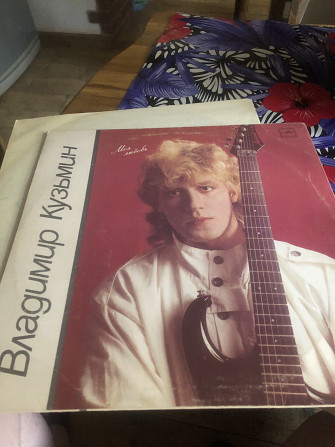 Моя
любовь
Владимир Кузьмин